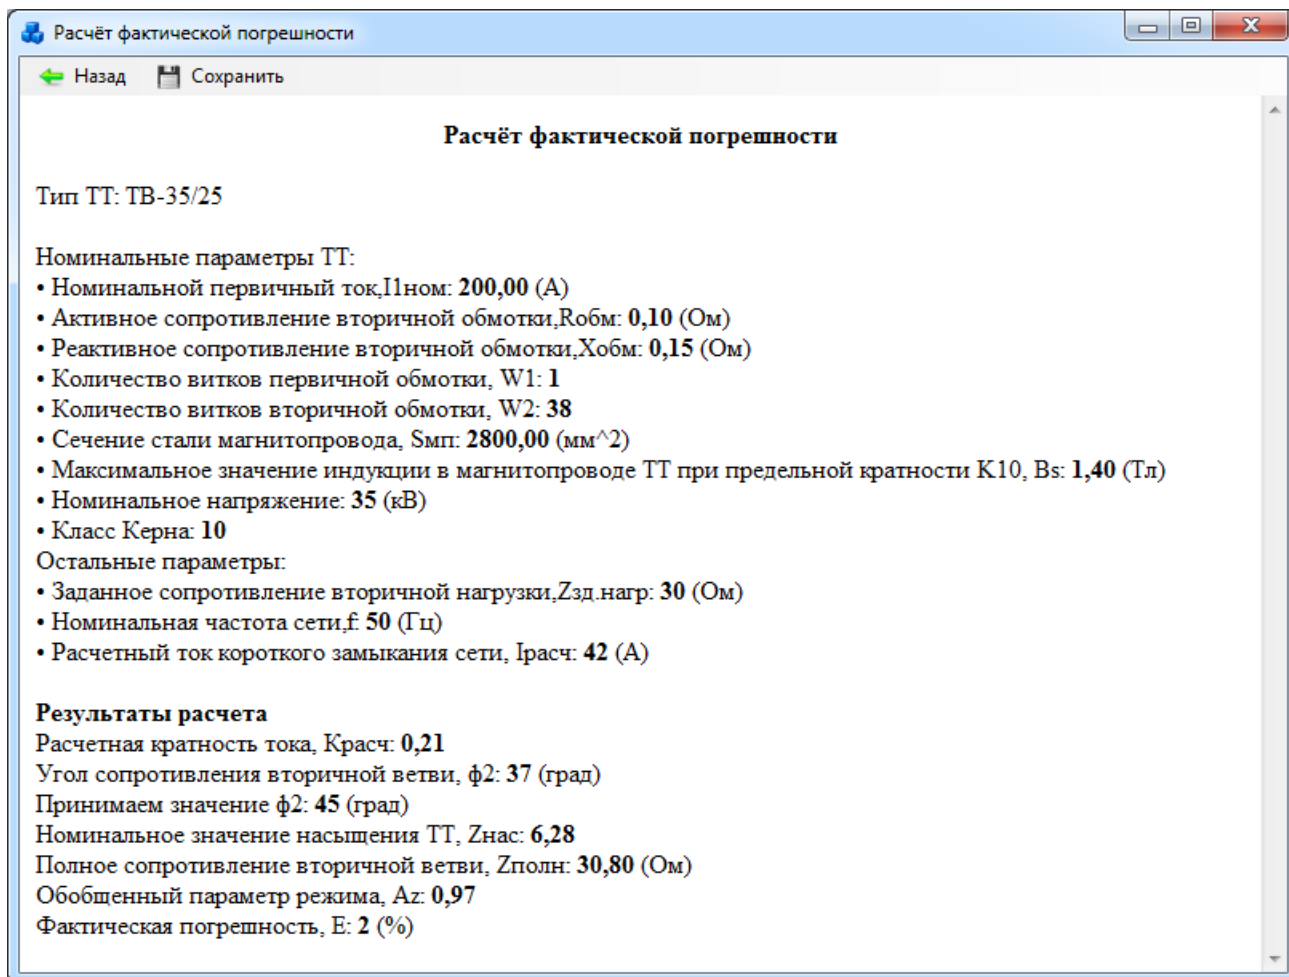 Расчёт фактической погрешности
Назад Сохранить
Расчёт фактической погрешности
Тип ТТ: ТВ-35/25
Номинальные параметры ТТ:
• Номинальной первичный ток,I1ном: 200,00 (А)
• Активное сопротивление вторичной обмотки,Rобм: 0,10 (Ом)
• Реактивное сопротивление вторичной обмотки,Xобм: 0,15 (Ом)
• Количество витков первичной обмотки, W1: 1
• Количество витков вторичной обмотки, W2: 38
• Сечение стали магнитопровода, Sмп: 2800,00 (мм^2)
• Максимальное значение индукции в магнитопроводе ТТ при предельной кратности К10, Bs: 1,40 (Тл)
• Номинальное напряжение: 35 (кВ)
• Класс Керна: 10
Остальные параметры:
• Заданное сопротивление вторичной нагрузки,Zзд.нагр: 30 (Ом)
• Номинальная частота сети,f: 50 (Гц)
• Расчетный ток короткого замыкания сети, Iрасч: 42 (А)
Результаты расчета
Расчетная кратность тока, Красч: 0,21
Угол сопротивления вторичной ветви, ф2: 37 (град)
Принимаем значение ф2: 45 (град)
Номинальное значение насыщения ТТ, Zнас: 6,28
Полное сопротивление вторичной ветви, Zполн: 30,80 (Ом)
Обобщенный параметр режима, Az: 0,97
Фактическая погрешность, E: 2 (%)